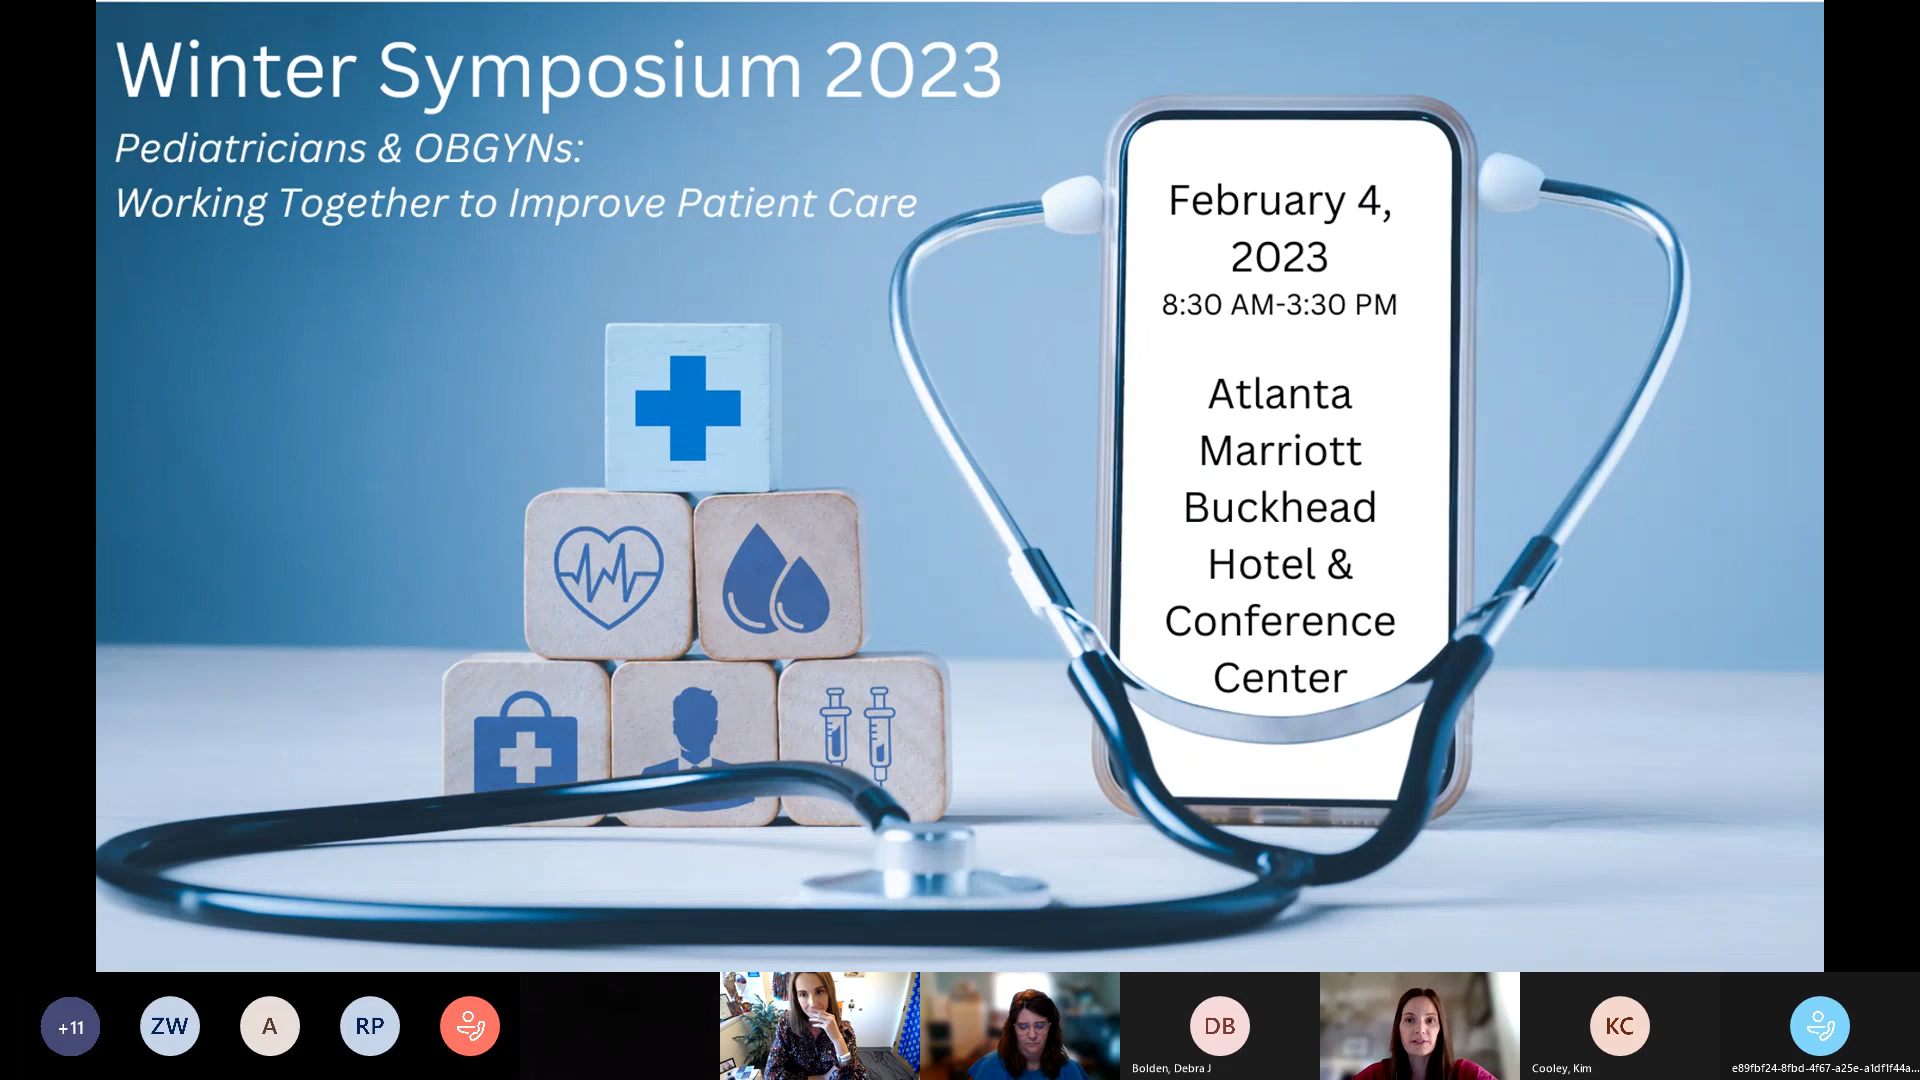 Winter Symposium 2023
Pediatricians & OBGYNs:
Working Together to Improve Patient Care
February 4,
2023
8:30 AM-3:30 PM
Atlanta
Marriott
Buckhead
Hotel &
Conference
Center
+11
ZW
A
RP
DB
Bolden, Debra J
KC
Cooley, Kim
e89fbf24-8fbd-4f67-a25e-a1df1f44a...